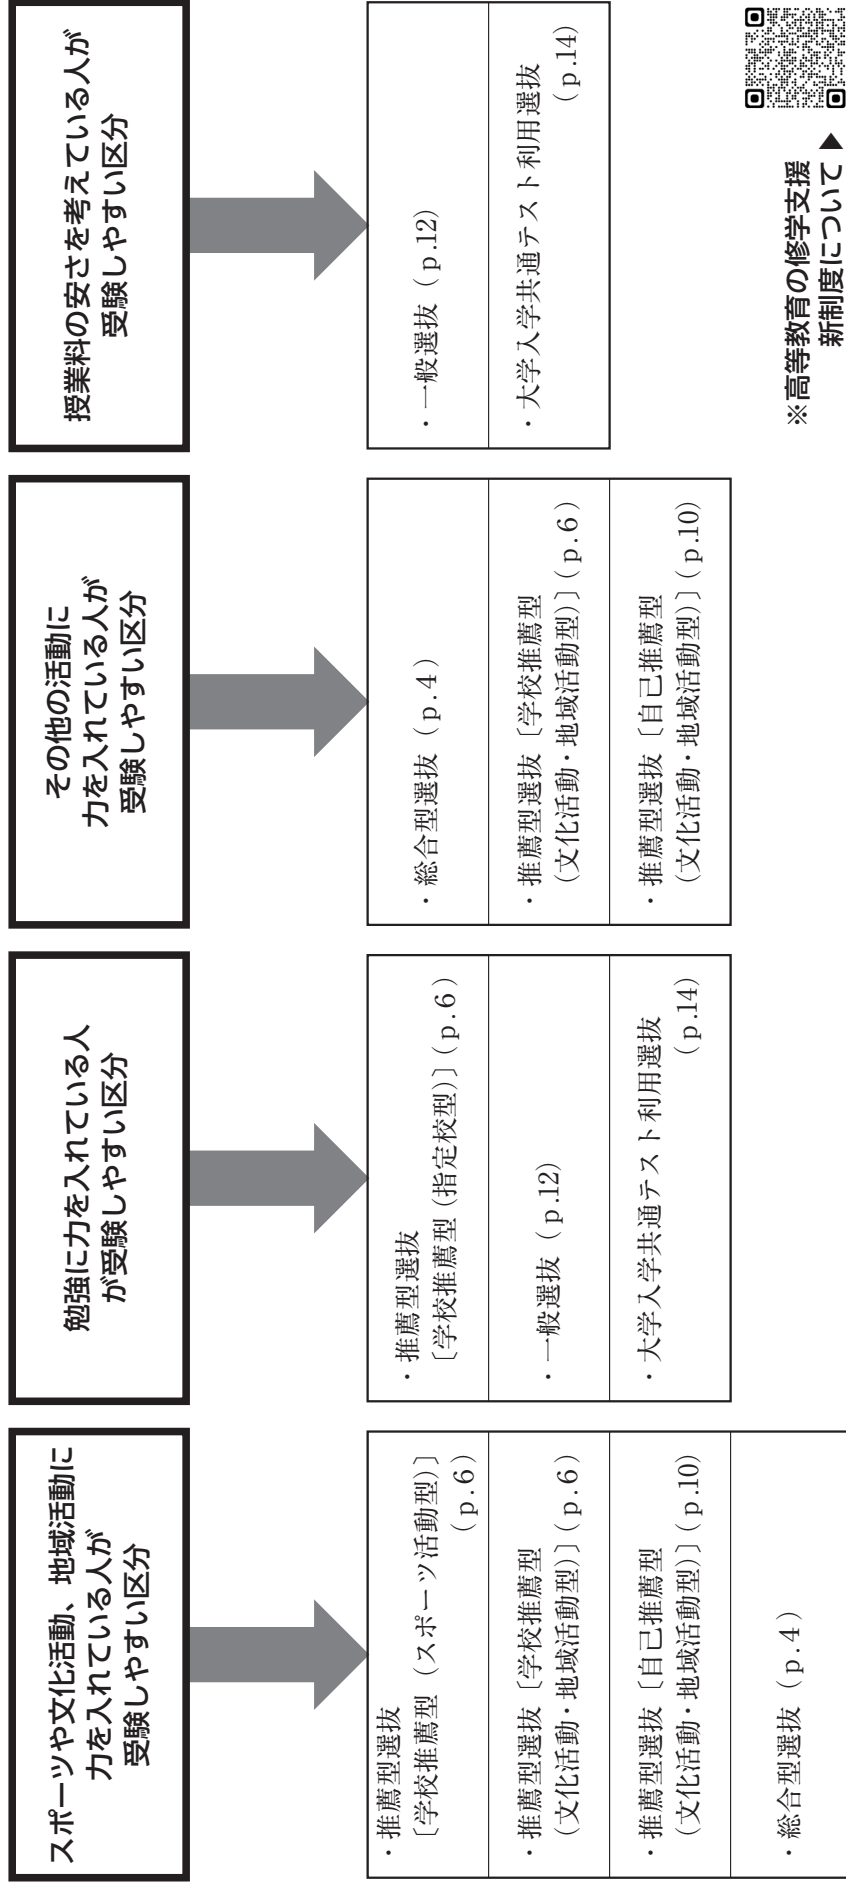 スポーツや文化活動、地域活動に
力を入れている人が
受験しやすい区分
・推薦型選抜
〔学校推薦型（スポーツ活動型）〕
（p.6）
・推薦型選抜〔学校推薦型
（文化活動・地域活動型）〕（p.6）
・推薦型選抜〔自己推薦型
（文化活動・地域活動型）〕（p.10）
・総合型選抜（p.4）
勉強に力を入れている人
が受験しやすい区分
・推薦型選抜
〔学校推薦型（指定校型）〕（p.6）
・一般選抜（p.12）
・大学入学共通テスト利用選抜
（p.14）
その他の活動に
力を入れている人が
受験しやすい区分
・総合型選抜（p.4）
・推薦型選抜〔学校推薦型
（文化活動・地域活動型）〕（p.6）
・推薦型選抜〔自己推薦型
（文化活動・地域活動型）〕（p.10）
授業料の安さを考えている人が
受験しやすい区分
・一般選抜（p.12）
・大学入学共通テスト利用選抜
（p.14）
※高等教育の修学支援
新制度について▶